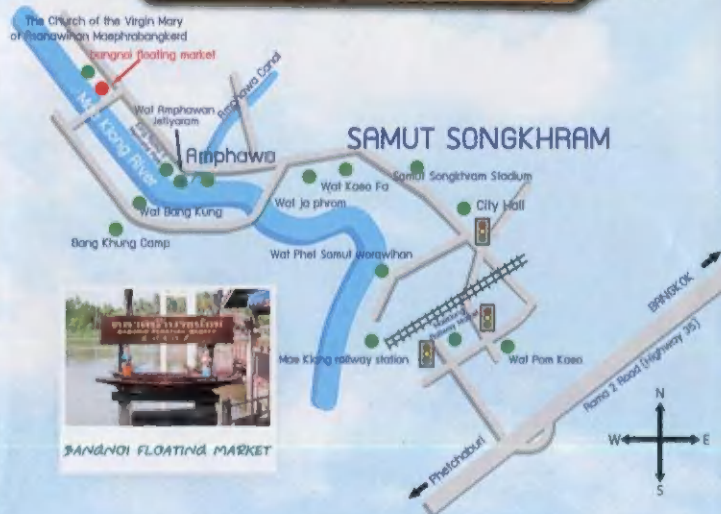 The Church of the Virgin Mary
of Asanawihan Maephrabangkerd
bangnoi floating market
Mae Klong River
Amphawa Canal
Wat Amphawan
Jetiyaram
Amphawa
SAMUT SONGKHRAM
Wat Kaeo Fa
Samut Songkhram Stadium
City Hall
Wat Ja phrom
Wat Bang Kung
Bang Khung Camp
Wat Phet Samut worawihan
BANGKOK
Maeklong
Railway Market
Mae Klong railway station
Wat Pom Kaeo
Rama 2 Road (Highway 35)
Phetchaburi
BANGNOI FLOATING MARKET
N
W
E
S